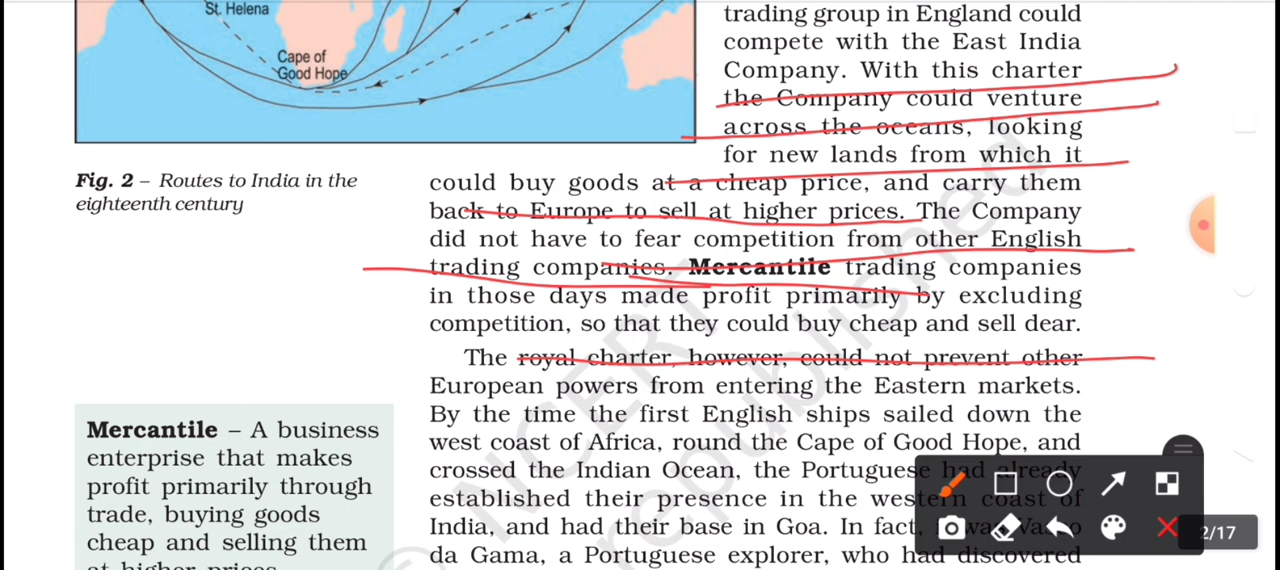 St. Helena
Cape of
Good Hope
Fig. 2 – Routes to India in the
eighteenth century
trading group in England could
compete with the East India
Company. With this charter
the Company could venture
across the oceans, looking
for new lands from which it
could buy goods at a cheap price, and carry them
back to Europe to sell at higher prices. The Company
did not have to fear competition from other English
trading companies. Mercantile trading companies
in those days made profit primarily by excluding
competition, so that they could buy cheap and sell dear.
The royal charter, however, could not prevent other
European powers from entering the Eastern markets.
By the time the first English ships sailed down the
west coast of Africa, round the Cape of Good Hope, and
crossed the Indian Ocean, the Portuguese had already
established their presence in the western coast of
India, and had their base in Goa. In fact,
da Gama, a Portuguese explorer, who had discovered
Mercantile – A business
enterprise that makes
profit primarily through
trade, buying goods
cheap and selling them
at higher prices
© NCERT
republished
2/17